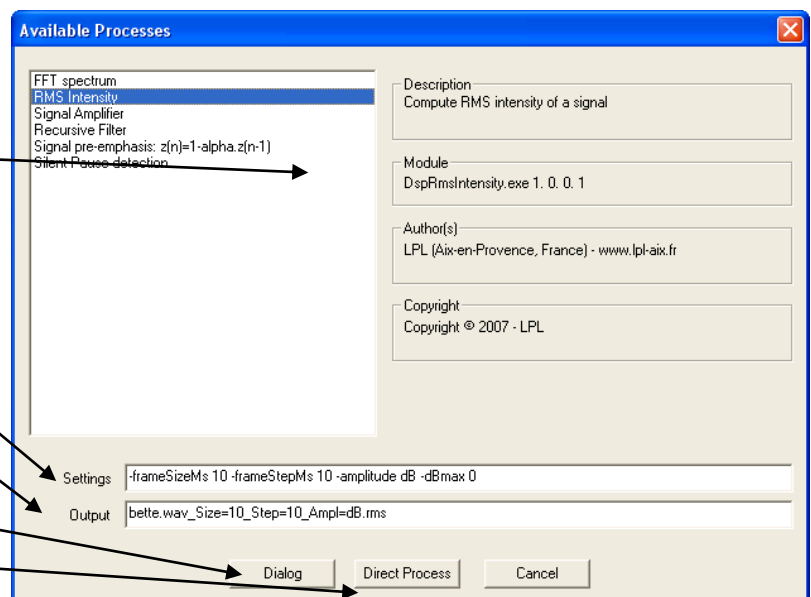 Available Processes
FFT spectrum
RMS Intensity
Signal Amplifier
Recursive Filter
Signal pre-emphasis: z(n)=1-alpha.z(n-1)
Silent Pause detection
Description
Compute RMS intensity of a signal
Module
DspRmsIntensity.exe 1. 0. 0. 1
Author(s)
LPL (Aix-en-Provence, France) - www.lpl-aix.fr
Copyright
Copyright © 2007 - LPL
Settings -frameSizeMs 10 -frameStepMs 10 -amplitude dB -dBmax 0
Output bette.wav_Size=10_Step=10_Ampl=dB.rms
Dialog Direct Process Cancel